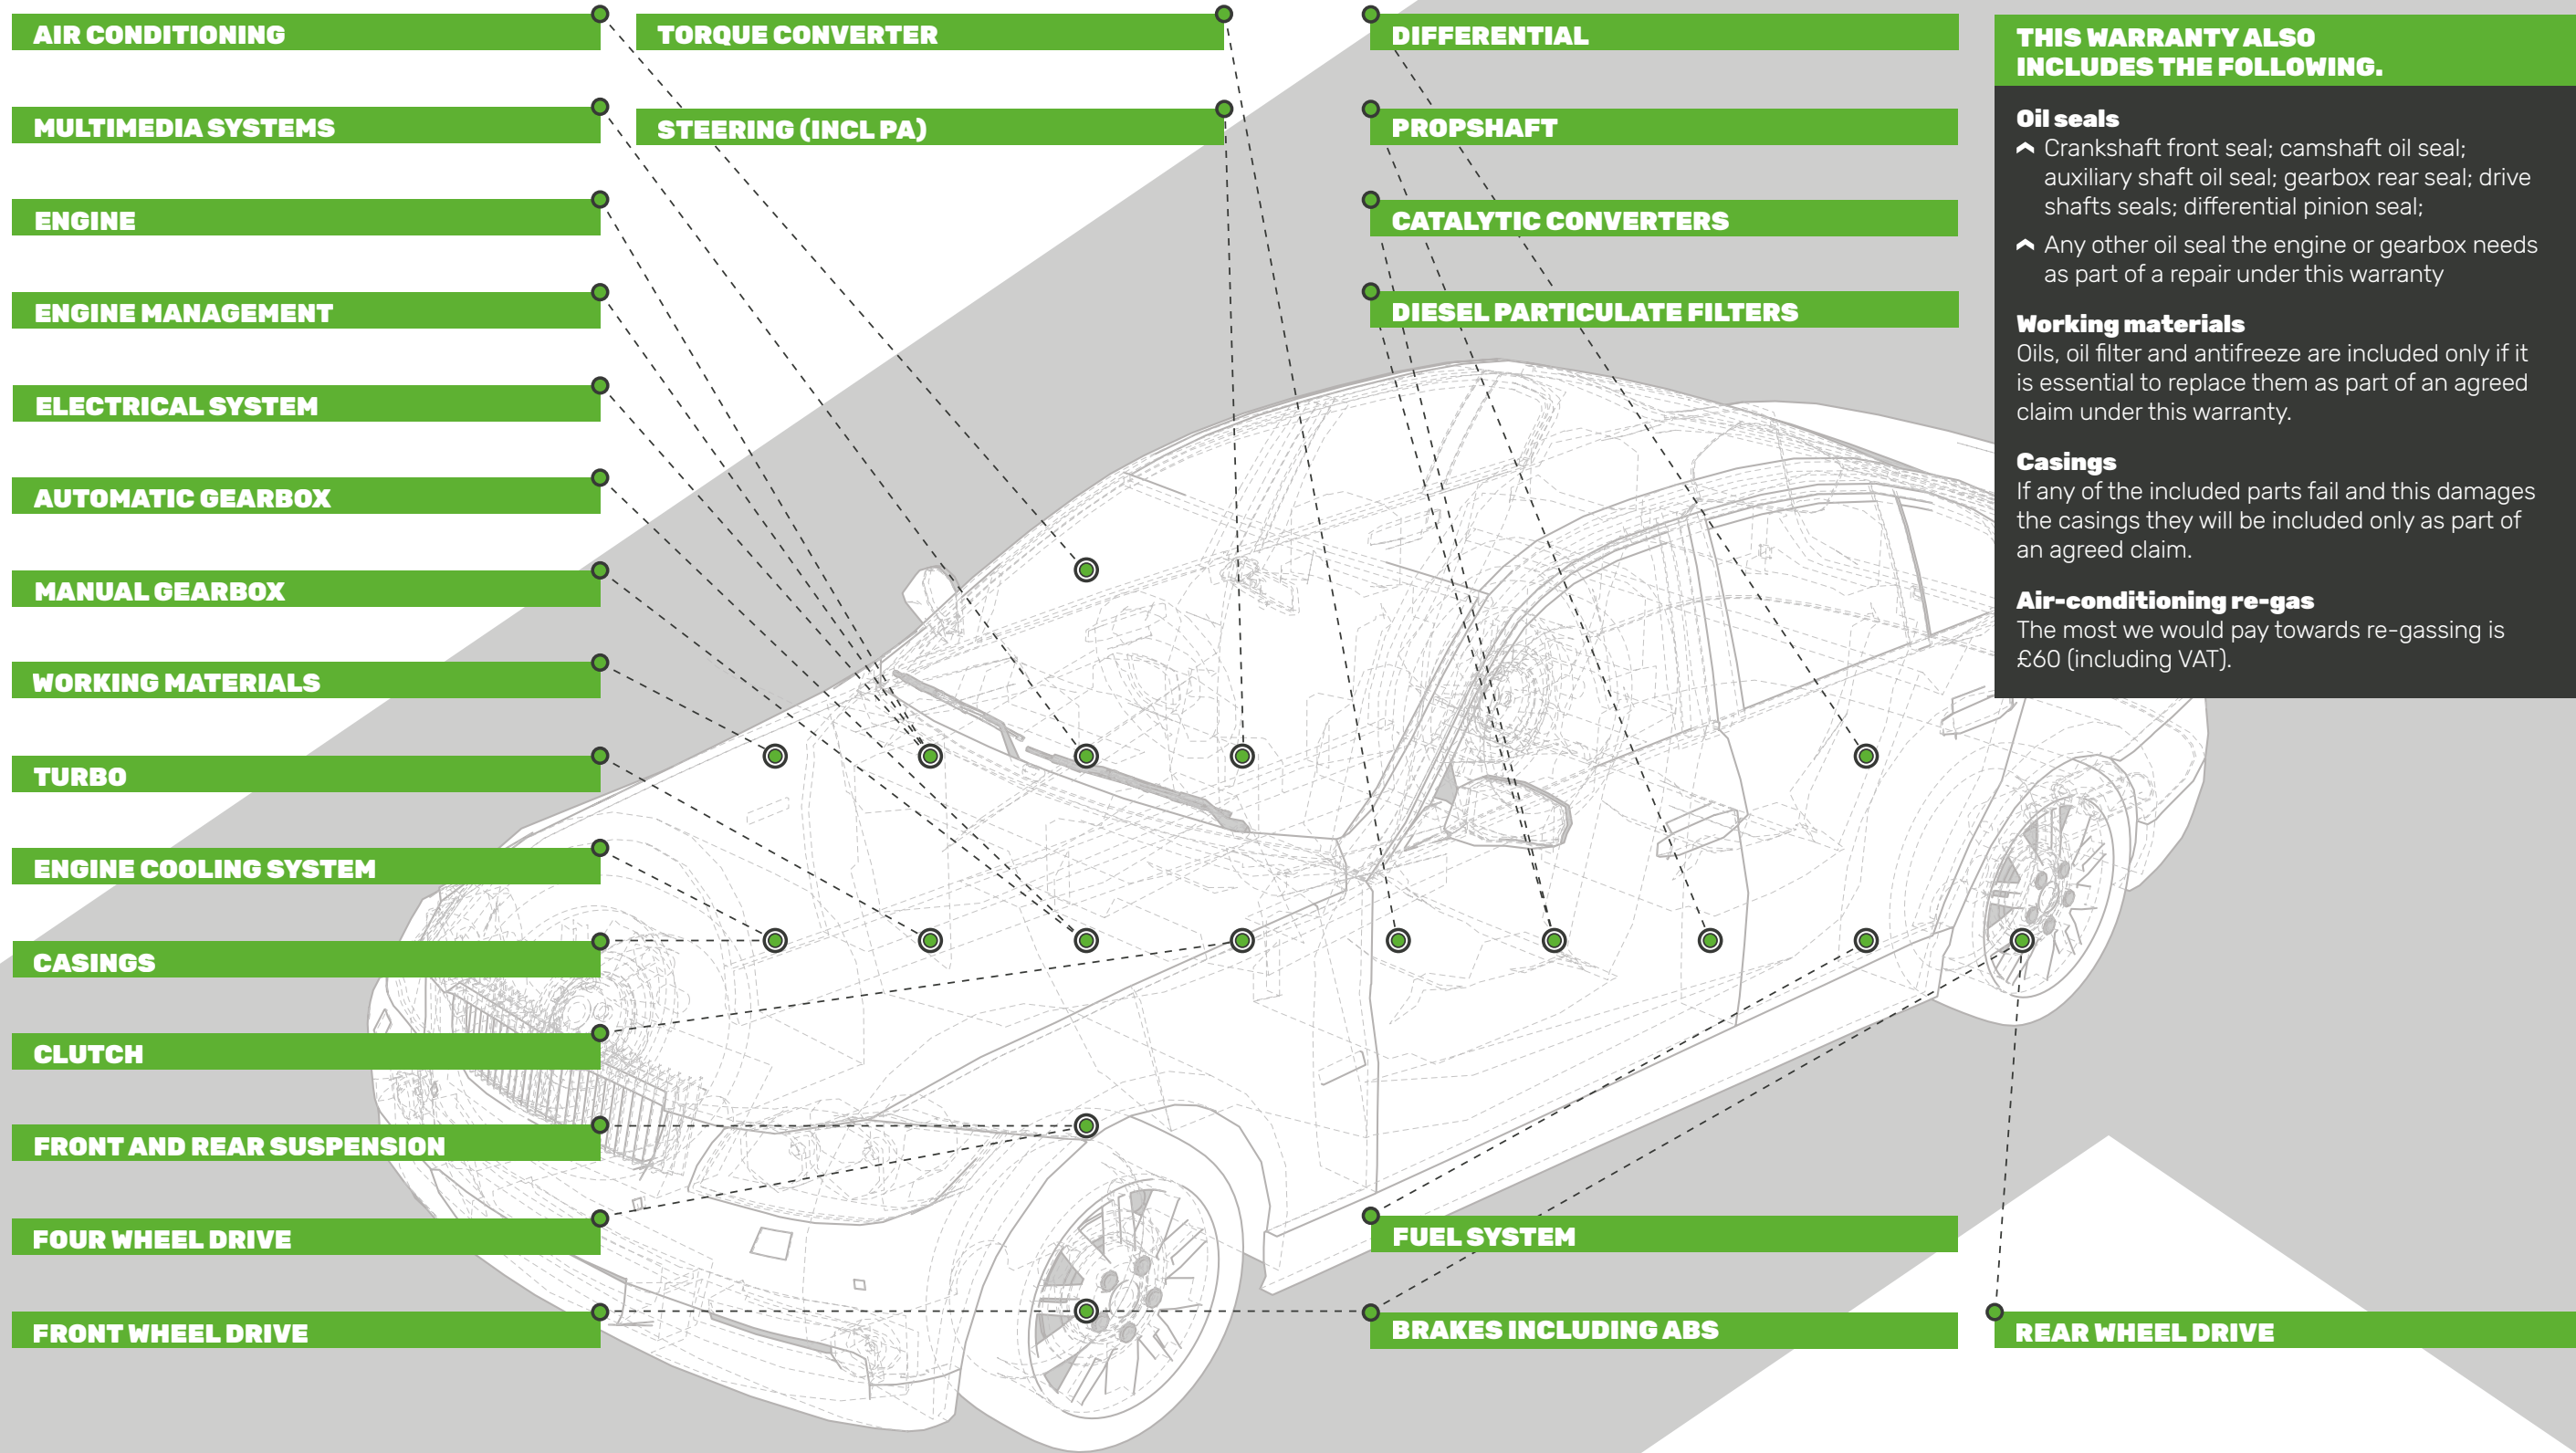 AIR CONDITIONING
MULTIMEDIA SYSTEMS
ENGINE
ENGINE MANAGEMENT
ELECTRICAL SYSTEM
AUTOMATIC GEARBOX
MANUAL GEARBOX
WORKING MATERIALS
TURBO
ENGINE COOLING SYSTEM
CASINGS
CLUTCH
FRONT AND REAR SUSPENSION
FOUR WHEEL DRIVE
FRONT WHEEL DRIVE
TORQUE CONVERTER
STEERING (INCL PA)
DIFFERENTIAL
PROPSHAFT
CATALYTIC CONVERTERS
DIESEL PARTICULATE FILTERS
FUEL SYSTEM
BRAKES INCLUDING ABS
THIS WARRANTY ALSO
INCLUDES THE FOLLOWING.
Oil seals
Crankshaft front seal; camshaft oil seal;
auxiliary shaft oil seal; gearbox rear seal; drive
shafts seals; differential pinion seal;
Any other oil seal the engine or gearbox needs
as part of a repair under this warranty
Working materials
Oils, oil filter and antifreeze are included only if it
is essential to replace them as part of an agreed
claim under this warranty.
Casings
If any of the included parts fail and this damages
the casings they will be included only as part of
an agreed claim.
Air-conditioning re-gas
The most we would pay towards re-gassing is
£60 (including VAT).
REAR WHEEL DRIVE